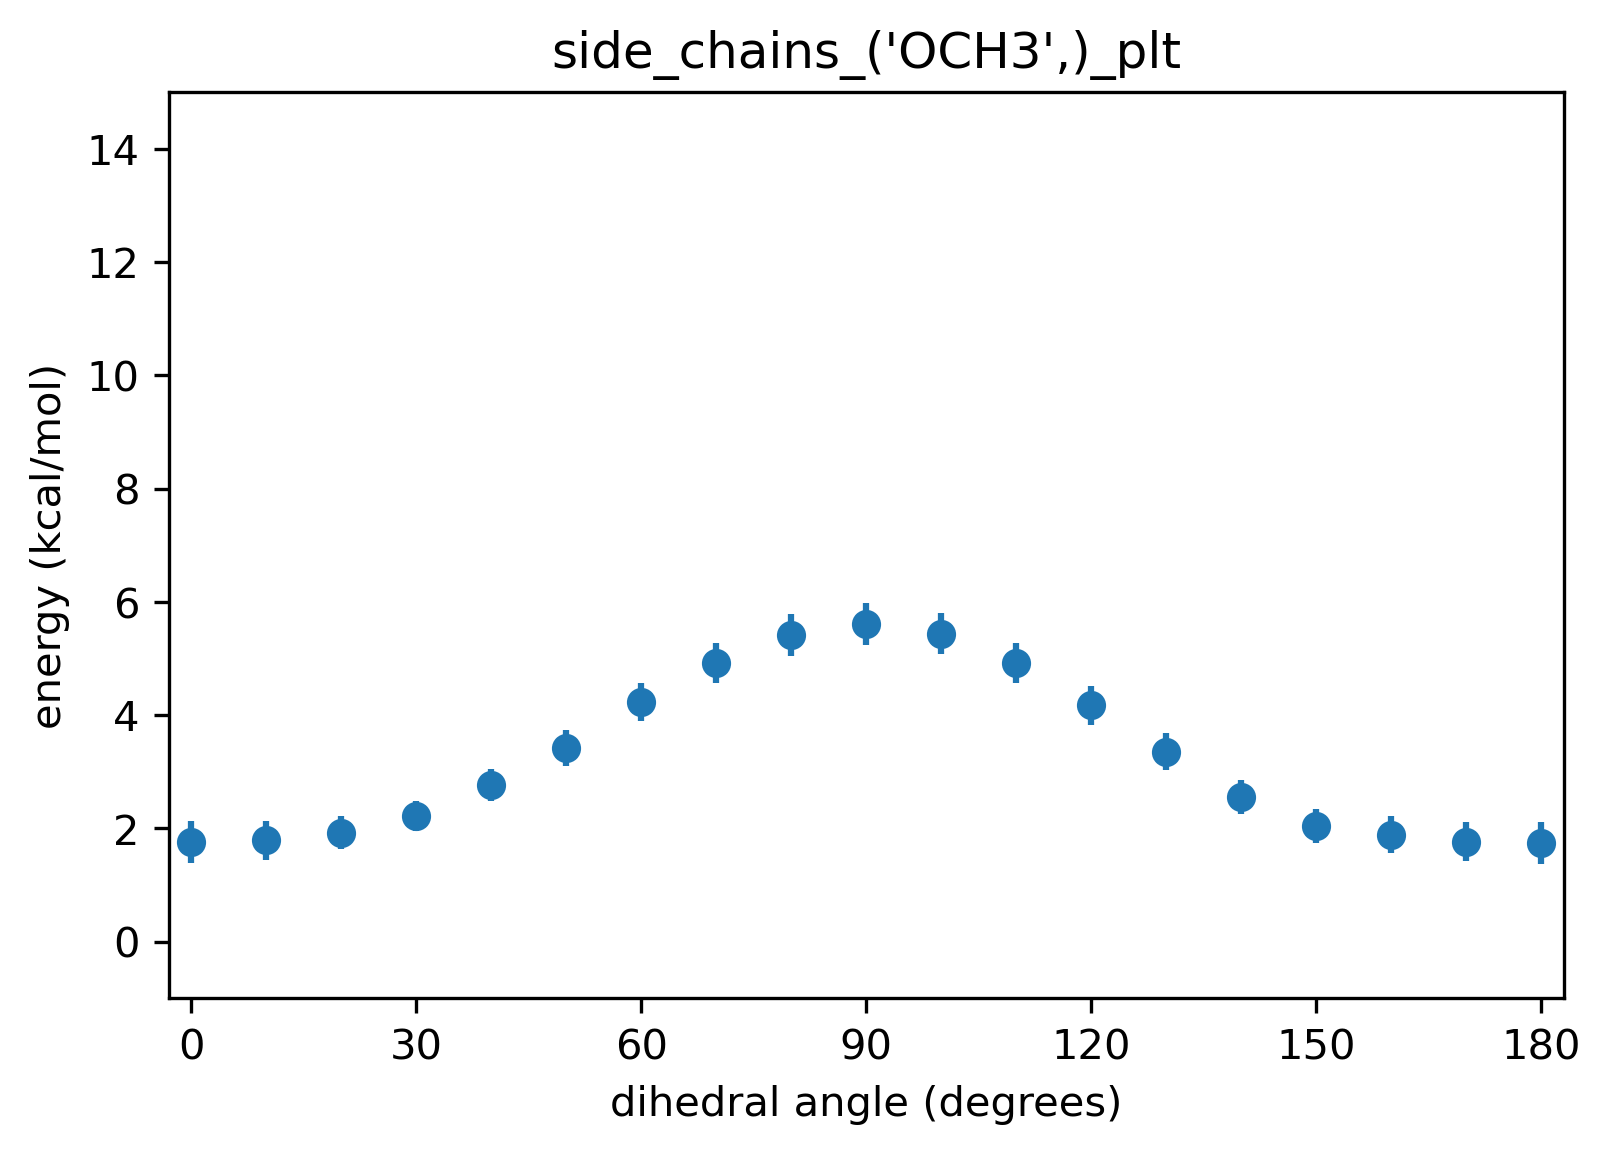 side_chains_('OCH3',)_plt
14
12
10
8
6
4
2
0
energy (kcal/mol)
0 30 60 90 120 150 180
dihedral angle (degrees)